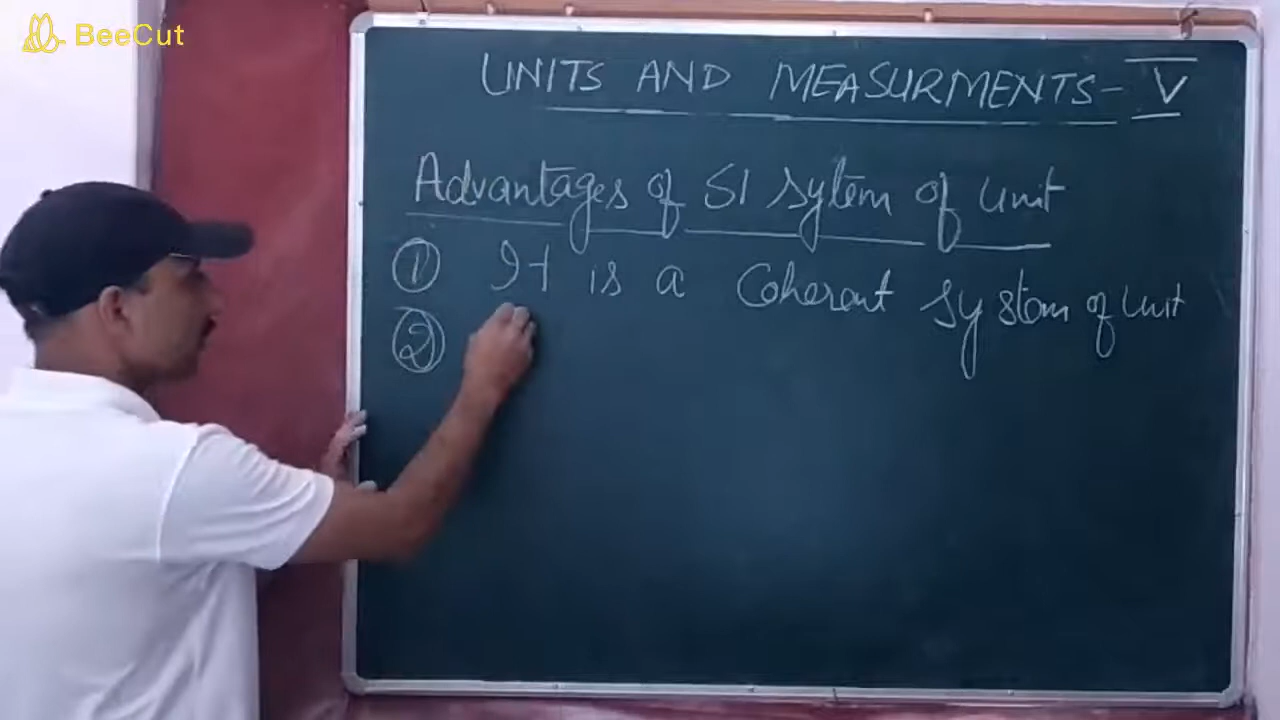 BeeCut
UNITS AND MEASURMENTS - V
Advantages of SI Sytem of Unit
① It is a Coherent System of Unit
②